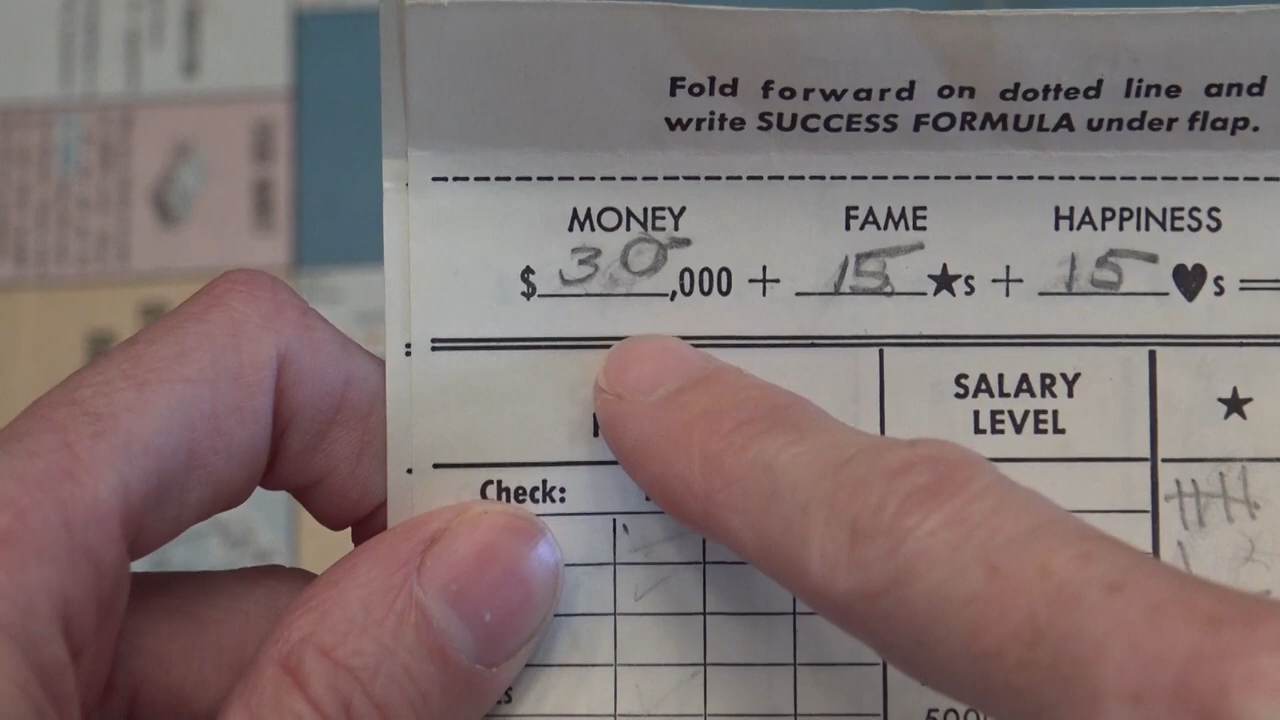 Fold forward on dotted line and
write SUCCESS FORMULA under flap.
MONEY FAME HAPPINESS
$ 30 ,000 + 15 ★s + 15 ♥s =
SALARY
LEVEL
★
Check: